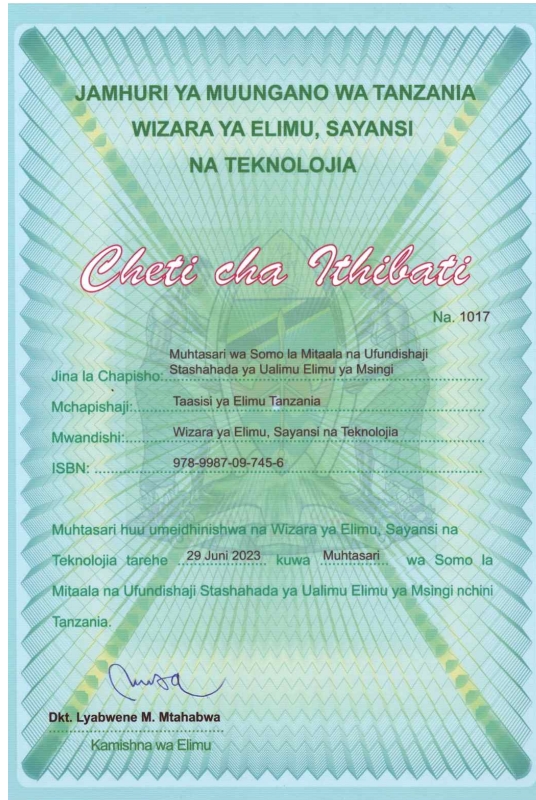 JAMHURI YA MUUNGANO WA TANZANIA
WIZARA YA ELIMU, SAYANSI
NA TEKNOLOJIA
Cheti cha Ithibati
Na. 1017
Jina la Chapisho: Muhtasari wa Somo la Mitaala na Ufundishaji
Stashahada ya Ualimu Elimu ya Msingi
Mchapishaji: Taasisi ya Elimu Tanzania
Mwandishi: Wizara ya Elimu, Sayansi na Teknolojia
ISBN: 978-9987-09-745-6
Muhtasari huu umeidhinishwa na Wizara ya Elimu, Sayansi na
Teknolojia tarehe 29 Juni 2023 kuwa Muhtasari wa Somo la
Mitaala na Ufundishaji Stashahada ya Ualimu Elimu ya Msingi nchini
Tanzania.
Dkt. Lyabwene M. Mtahabwa
Kamishna wa Elimu